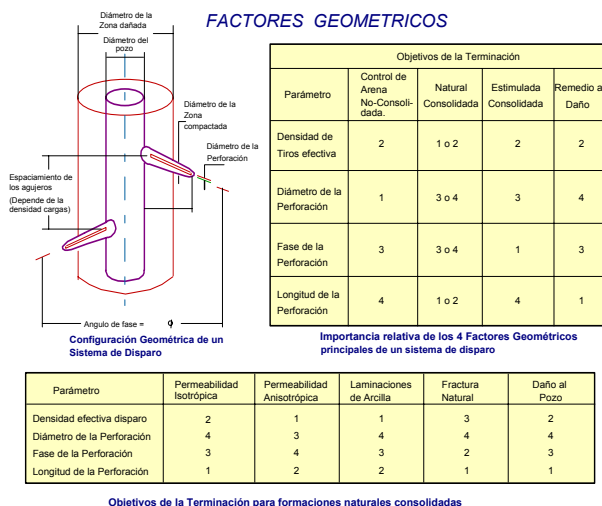 FACTORES GEOMETRICOS
Diámetro de la
Zona dañada
Diámetro del
pozo
Diámetro de la
Zona
compactada
Diámetro de la
Perforación
Espaciamiento de
los agujeros
(Depende de la
densidad cargas)
Angulo de fase = φ
Configuración Geométrica de un
Sistema de Disparo
Objetivos de la Terminación
Parámetro
Control de
Arena
No-Consoli-
dada.
Natural
Consolidada
Estimulada
Consolidada
Remedio al
Daño
Densidad de
Tiros efectiva
2 1 o 2 2 2
Diámetro de la
Perforación
1 3 o 4 3 4
Fase de la
Perforación
3 3 o 4 1 3
Longitud de la
Perforación
4 1 o 2 4 1
Importancia relativa de los 4 Factores Geométricos
principales de un sistema de disparo
Parámetro
Permeabilidad
Isotrópica
Permeabilidad
Anisotrópica
Laminaciones
de Arcilla
Fractura
Natural
Daño al
Pozo
Densidad efectiva disparo 2 1 1 3 2
Diámetro de la Perforación 4 3 4 4 4
Fase de la Perforación 3 4 3 2 3
Longitud de la Perforación 1 2 2 1 1
Objetivos de la Terminación para formaciones naturales consolidadas